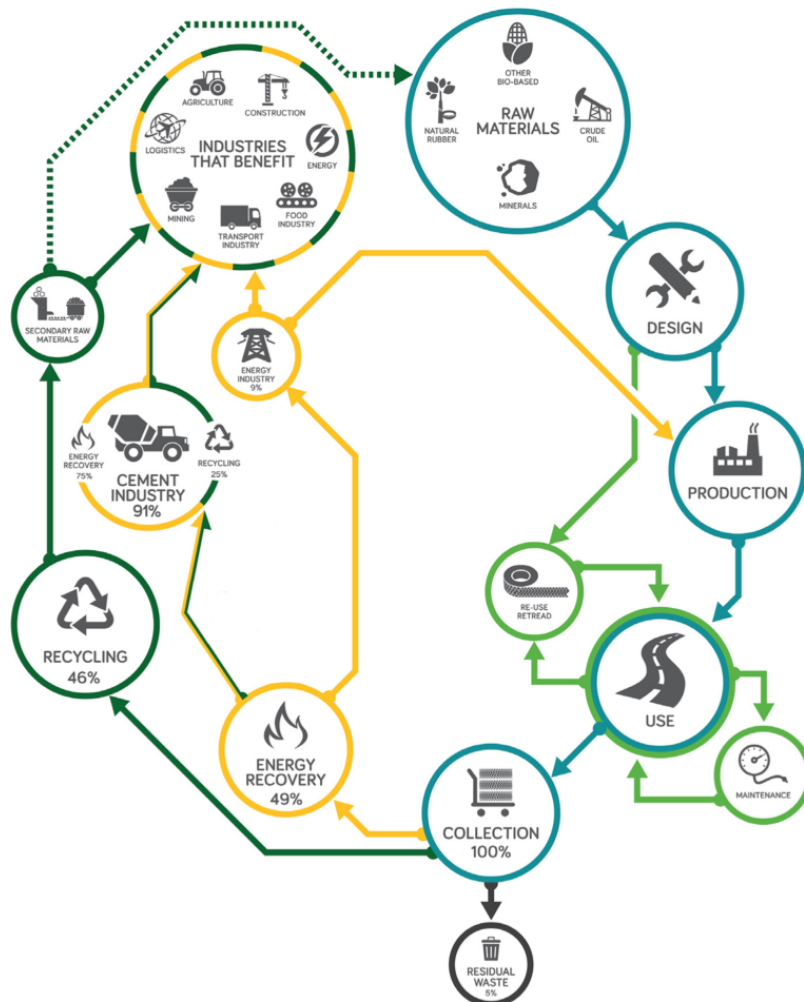 AGRICULTURE
CONSTRUCTION
LOGISTICS
INDUSTRIES
THAT BENEFIT
ENERGY
MINING
TRANSPORT
INDUSTRY
FOOD
INDUSTRY
OTHER
BIO-BASED
NATURAL
RUBBER
RAW
MATERIALS
CRUDE
OIL
MINERALS
SECONDARY RAW
MATERIALS
ENERGY
INDUSTRY
9%
DESIGN
ENERGY
RECOVERY
75%
CEMENT
INDUSTRY
91%
RECYCLING
25%
PRODUCTION
RE-USE
RETREAD
RECYCLING
46%
USE
ENERGY
RECOVERY
49%
MAINTENANCE
COLLECTION
100%
RESIDUAL
WASTE
5%